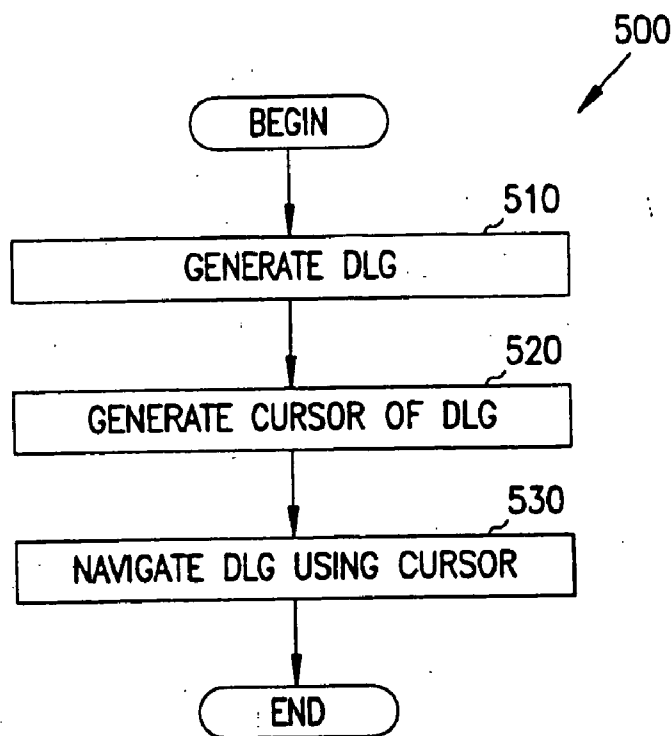 500
BEGIN
510
GENERATE DLG
520
GENERATE CURSOR OF DLG
530
NAVIGATE DLG USING CURSOR
END